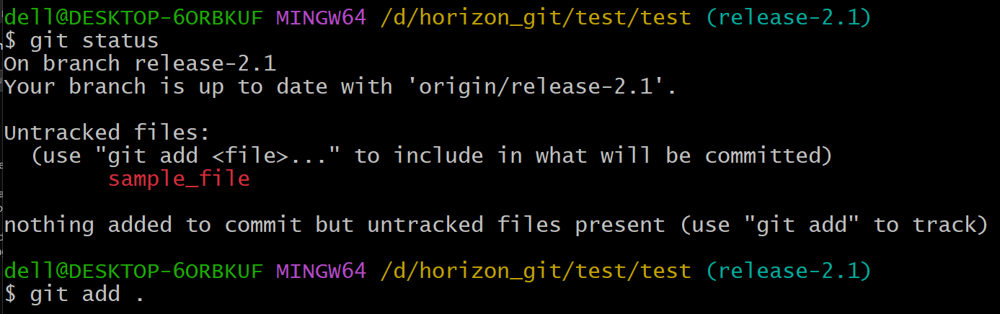 dell@DESKTOP-6ORBKUF MINGW64 /d/horizon_git/test/test (release-2.1)
$ git status
On branch release-2.1
Your branch is up to date with 'origin/release-2.1'.
Untracked files:
(use "git add <file>..." to include in what will be committed)
sample_file
nothing added to commit but untracked files present (use "git add" to track)
dell@DESKTOP-6ORBKUF MINGW64 /d/horizon_git/test/test (release-2.1)
$ git add .